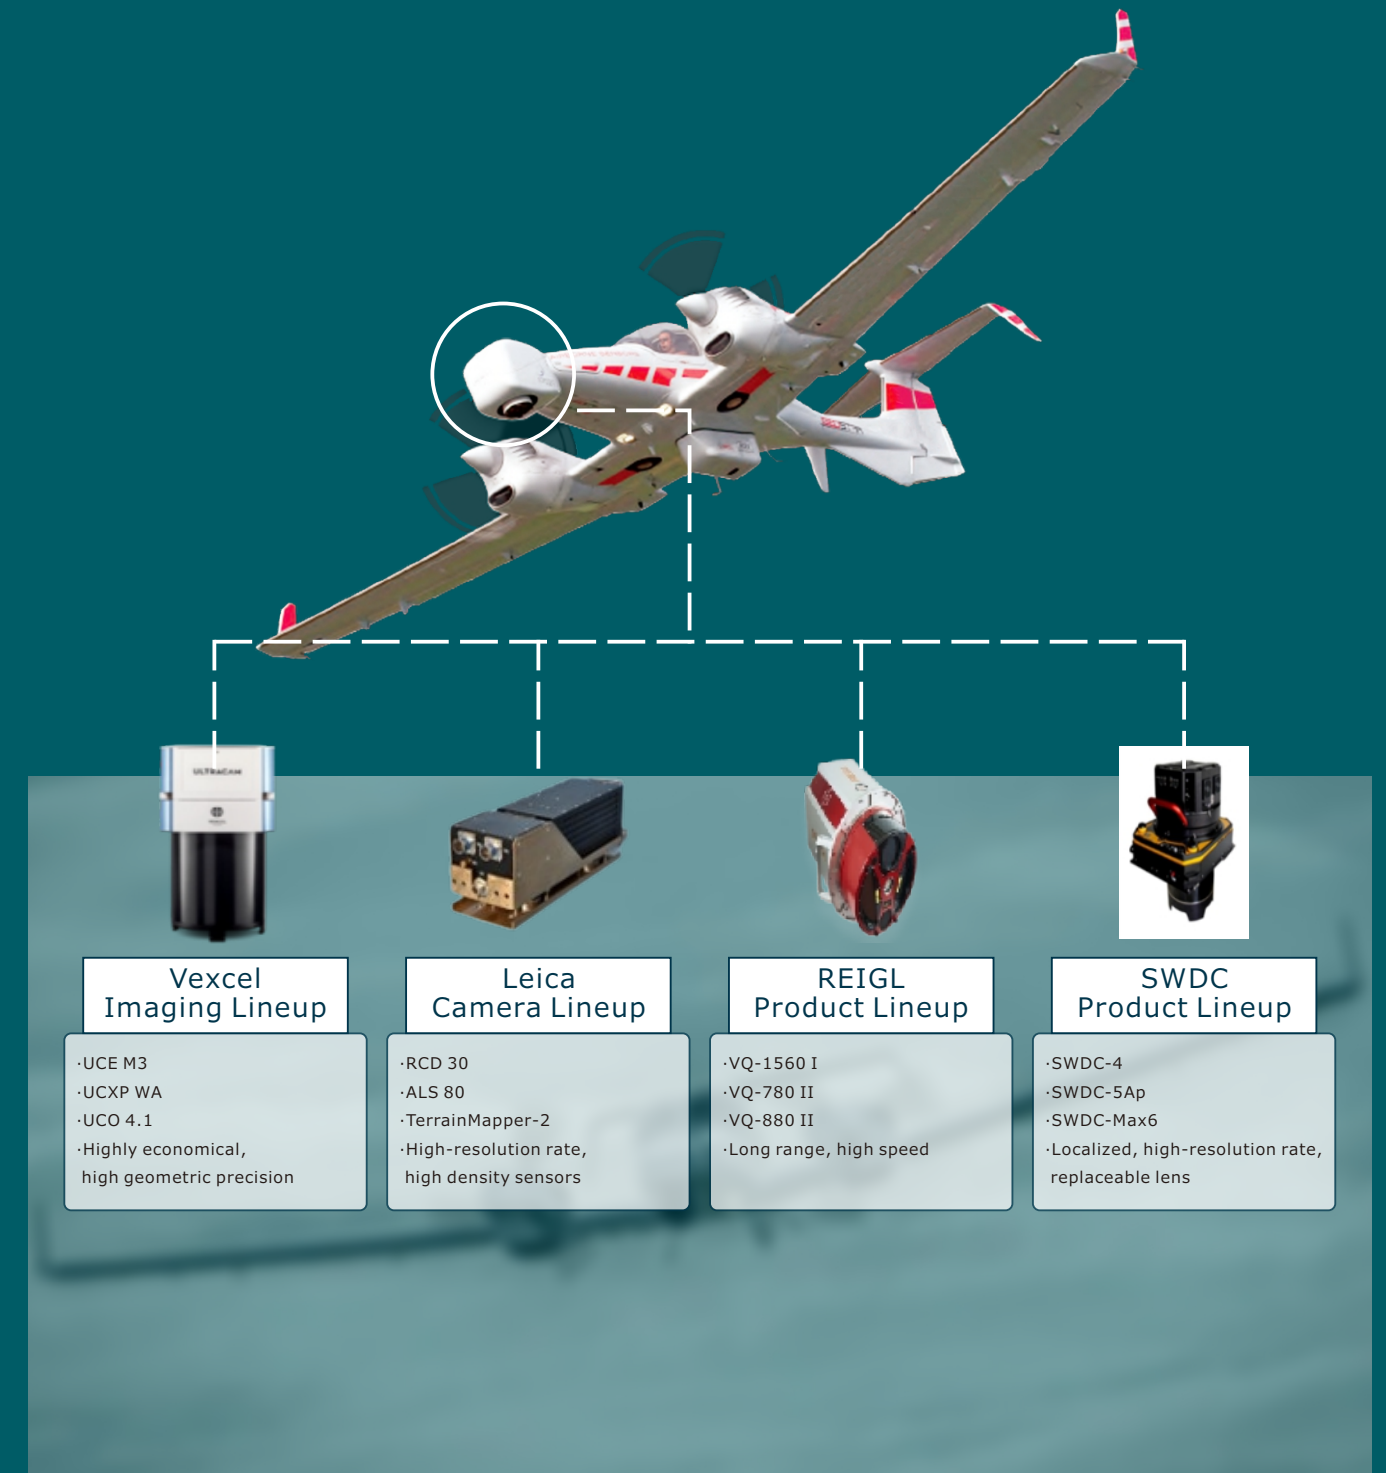 ULTRACAM
Vexcel
Imaging Lineup
·UCE M3
·UCXP WA
·UCO 4.1
·Highly economical,
high geometric precision
Leica
Camera Lineup
·RCD 30
·ALS 80
·TerrainMapper-2
·High-resolution rate,
high density sensors
REIGL
Product Lineup
·VQ-1560 I
·VQ-780 II
·VQ-880 II
·Long range, high speed
SWDC
Product Lineup
·SWDC-4
·SWDC-5Ap
·SWDC-Max6
·Localized, high-resolution rate,
replaceable lens